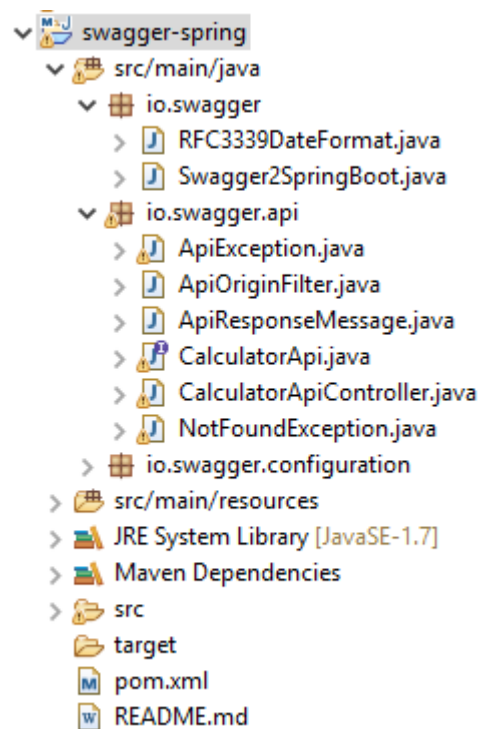 swagger-spring
src/main/java
io.swagger
RFC3339DateFormat.java
Swagger2SpringBoot.java
io.swagger.api
ApiException.java
ApiOriginFilter.java
ApiResponseMessage.java
CalculatorApi.java
CalculatorApiController.java
NotFoundException.java
io.swagger.configuration
src/main/resources
JRE System Library [JavaSE-1.7]
Maven Dependencies
src
target
pom.xml
README.md